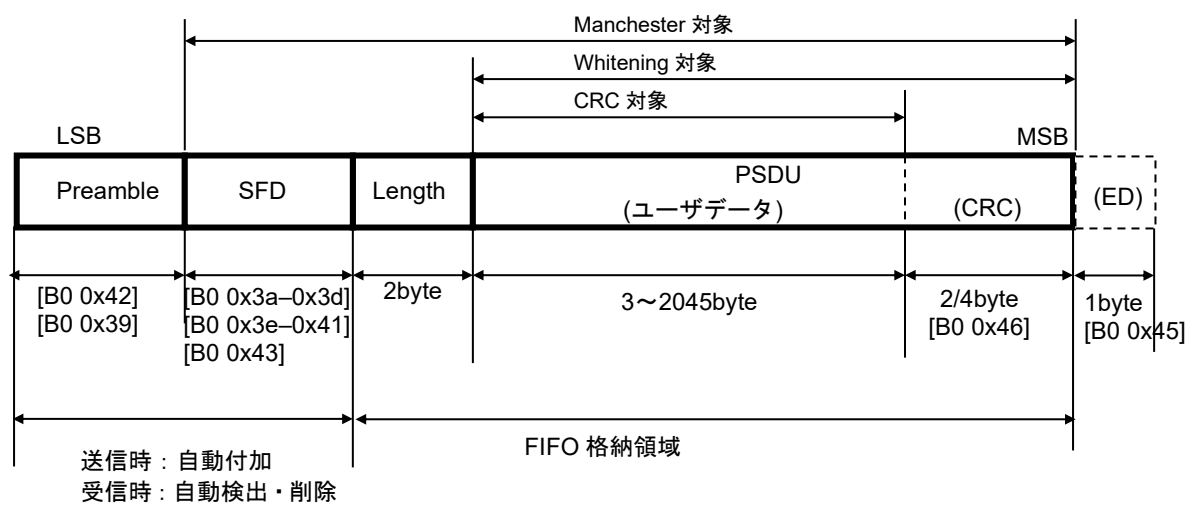 Manchester 対象
Whitening 対象
CRC 対象
LSB
MSB
Preamble
SFD
Length
PSDU
(ユーザデータ)
(CRC)
(ED)
[B0 0x42]
[B0 0x39]
[B0 0x3a–0x3d]
[B0 0x3e–0x41]
[B0 0x43]
2byte
3～2045byte
2/4byte
[B0 0x46]
1byte
[B0 0x45]
FIFO 格納領域
送信時：自動付加
受信時：自動検出・削除